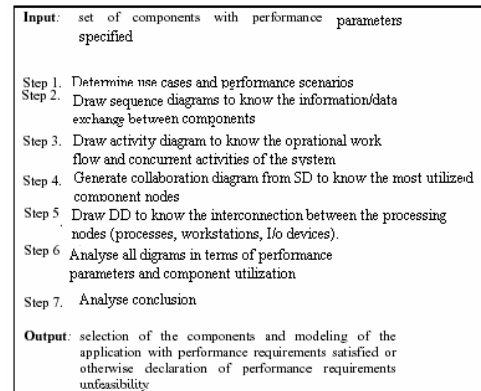 Input: set of components with performance parameters
specified
Step 1. Determine use cases and performance scenarios
Step 2. Draw sequence diagrams to know the information/data
exchange between components
Step 3. Draw activity diagram to know the oprational work
flow and concurrent activities of the system
Step 4. Generate collaboration diagram from SD to know the most utilized
component nodes
Step 5 Draw DD to know the interconnection between the processing
nodes (processes, workstations, I/o devices).
Step 6 Analyse all digrams in terms of performance
parameters and component utilization
Step 7. Analyse conclusion
Output: selection of the components and modeling of the
application with performance requirements satisfied or
otherwise declaration of performance requirements
unfeasibility